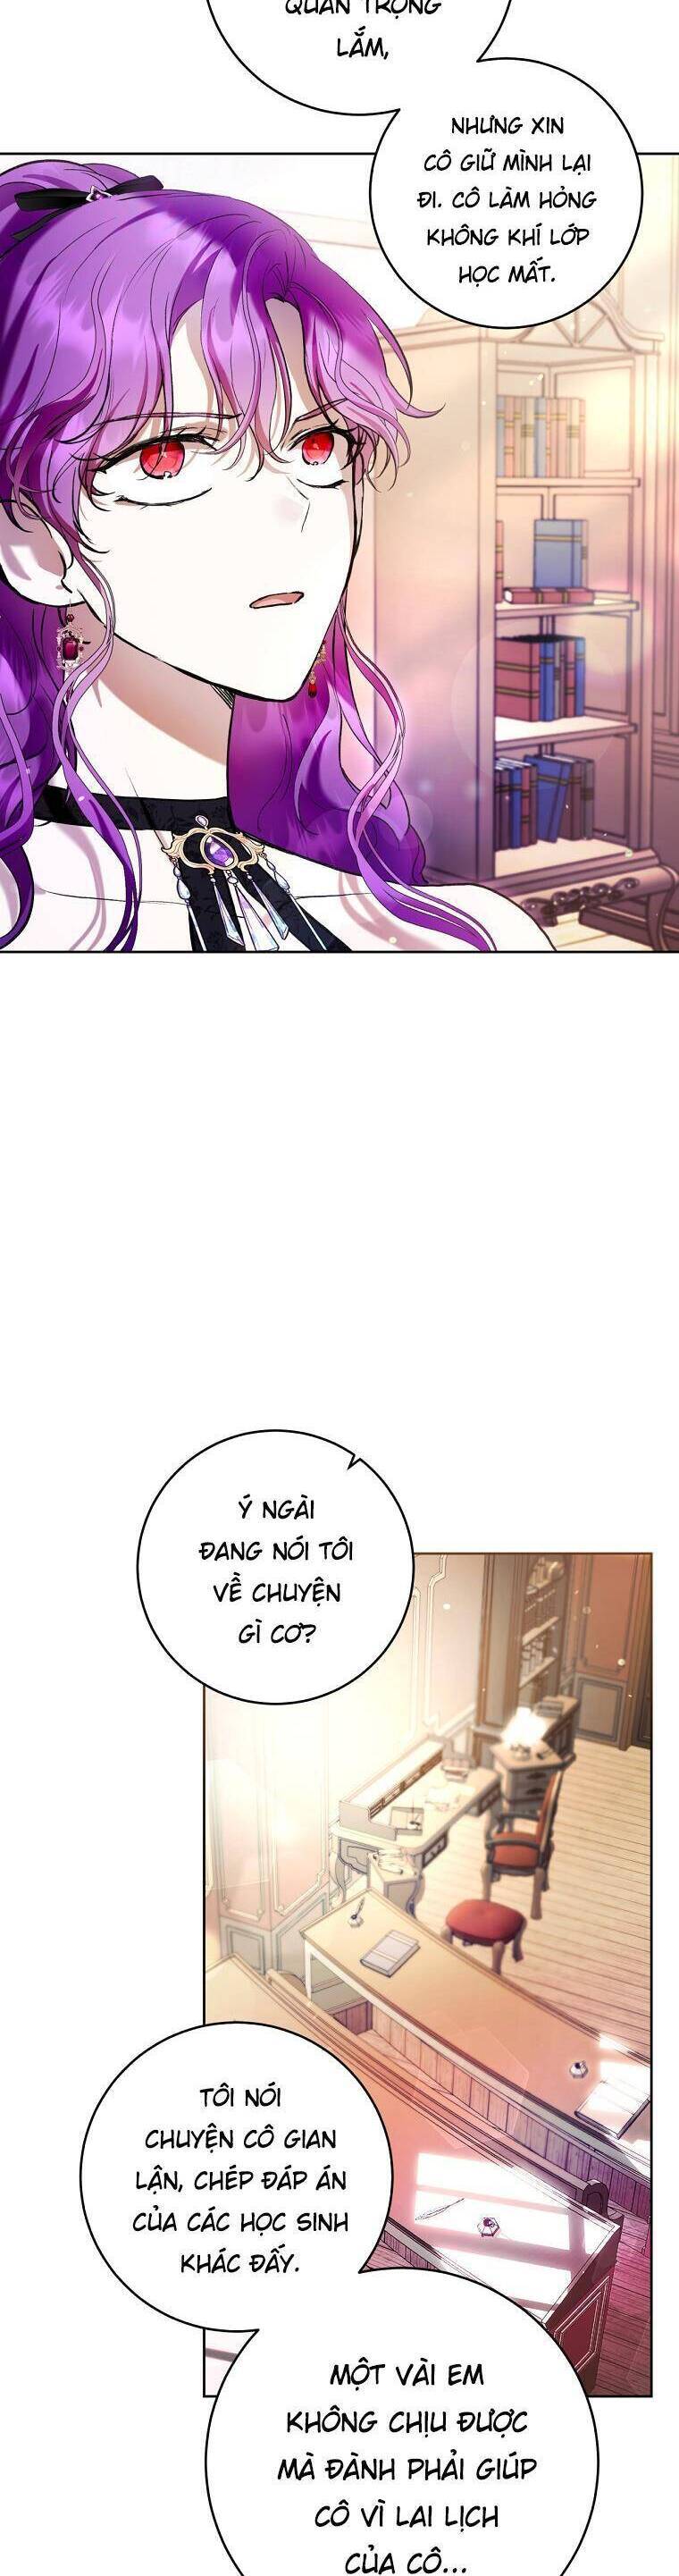 QUAN TRỌNG
LẮM,
NHƯNG XIN
CÔ GIỮ MÌNH LẠI
ĐI. CÔ LÀM HỎNG
KHÔNG KHÍ LỚP
HỌC MẤT.
Ý NGÀI
ĐANG NÓI TÔI
VỀ CHUYỆN
GÌ CƠ?
TÔI NÓI
CHUYỆN CÔ GIAN
LẬN, CHÉP ĐÁP ÁN
CỦA CÁC HỌC SINH
KHÁC ĐẤY.
MỘT VÀI EM
KHÔNG CHỊU ĐƯỢC
MÀ ĐÀNH PHẢI GIÚP
CÔ VÌ LAI LỊCH
CỦA CÔ...